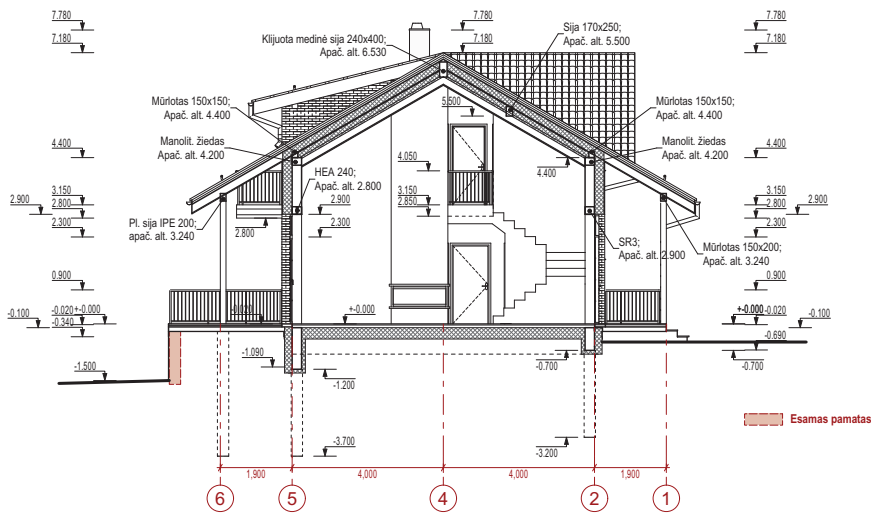 7.780
7.180
7.780
7.180
7.780
7.180
Klijuota medinė sija 240x400;
Apač. alt. 6.530
Sija 170x250;
Apač. alt. 5.500
Mūrlotas 150x150;
Apač. alt. 4.400
Manolit. žiedas
Apač. alt. 4.200
5.500
Mūrlotas 150x150;
Apač. alt. 4.400
Manolit. žiedas
Apač. alt. 4.200
4.400
4.400
4.400
4.050
HEA 240;
Apač. alt. 2.800
3.150
2.800
2.900
2.300
3.150
2.850
2.900
2.300
2.800
3.150
2.800
2.900
2.300
Pl. sija IPE 200;
apač. alt. 3.240
SR3;
Apač. alt. 2.900
Mūrlotas 150x200;
Apač. alt. 3.240
0.900
0.900
-0.100
-0.020
+-0.000
-0.340
-0.020
+-0.000
+-0.000
-0.020
-0.100
-0.690
-1.090
-1.200
-0.700
-0.700
-1.500
-3.700
-3.200
Esamas pamatas
1,900
4,000
4,000
1,900
6
5
4
2
1